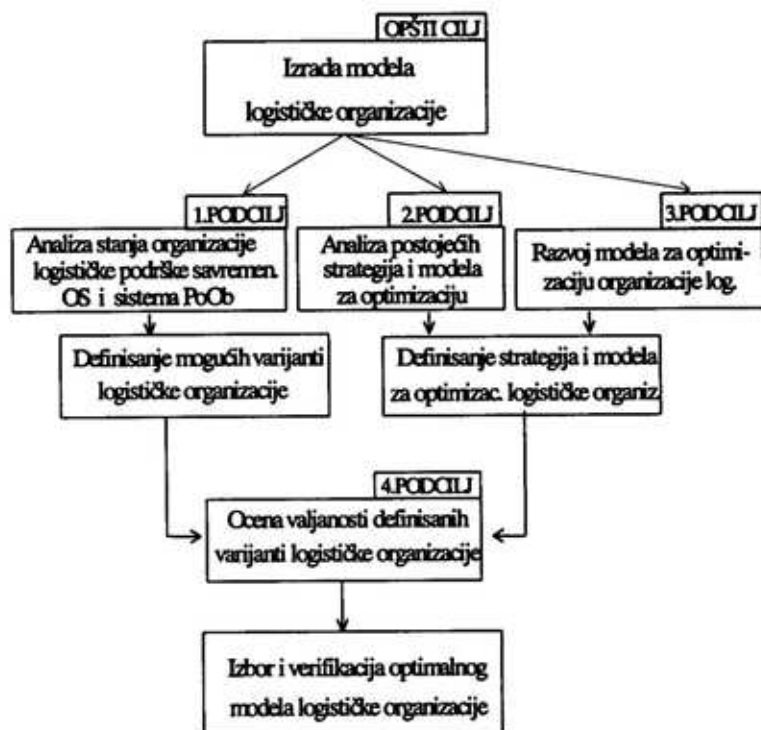 OPŠTI CILJ
Izrada modela
logističke organizacije
1.PODCILJ
Analiza stanja organizacije
logističke podrške savremen.
OS i sistema PoOb
2.PODCILJ
Analiza postojećih
strategija i modela
za optimizaciju
3.PODCILJ
Razvoj modela za optimi-
zaciju organizacije log.
Definisanje mogućih varijanti
logističke organizacije
Definisanje strategija i modela
za optimizac. logističke organiz.
4.PODCILJ
Ocena valjanosti definisanih
varijanti logističke organizacije
Izbor i verifikacija optimalnog
modela logističke organizacije